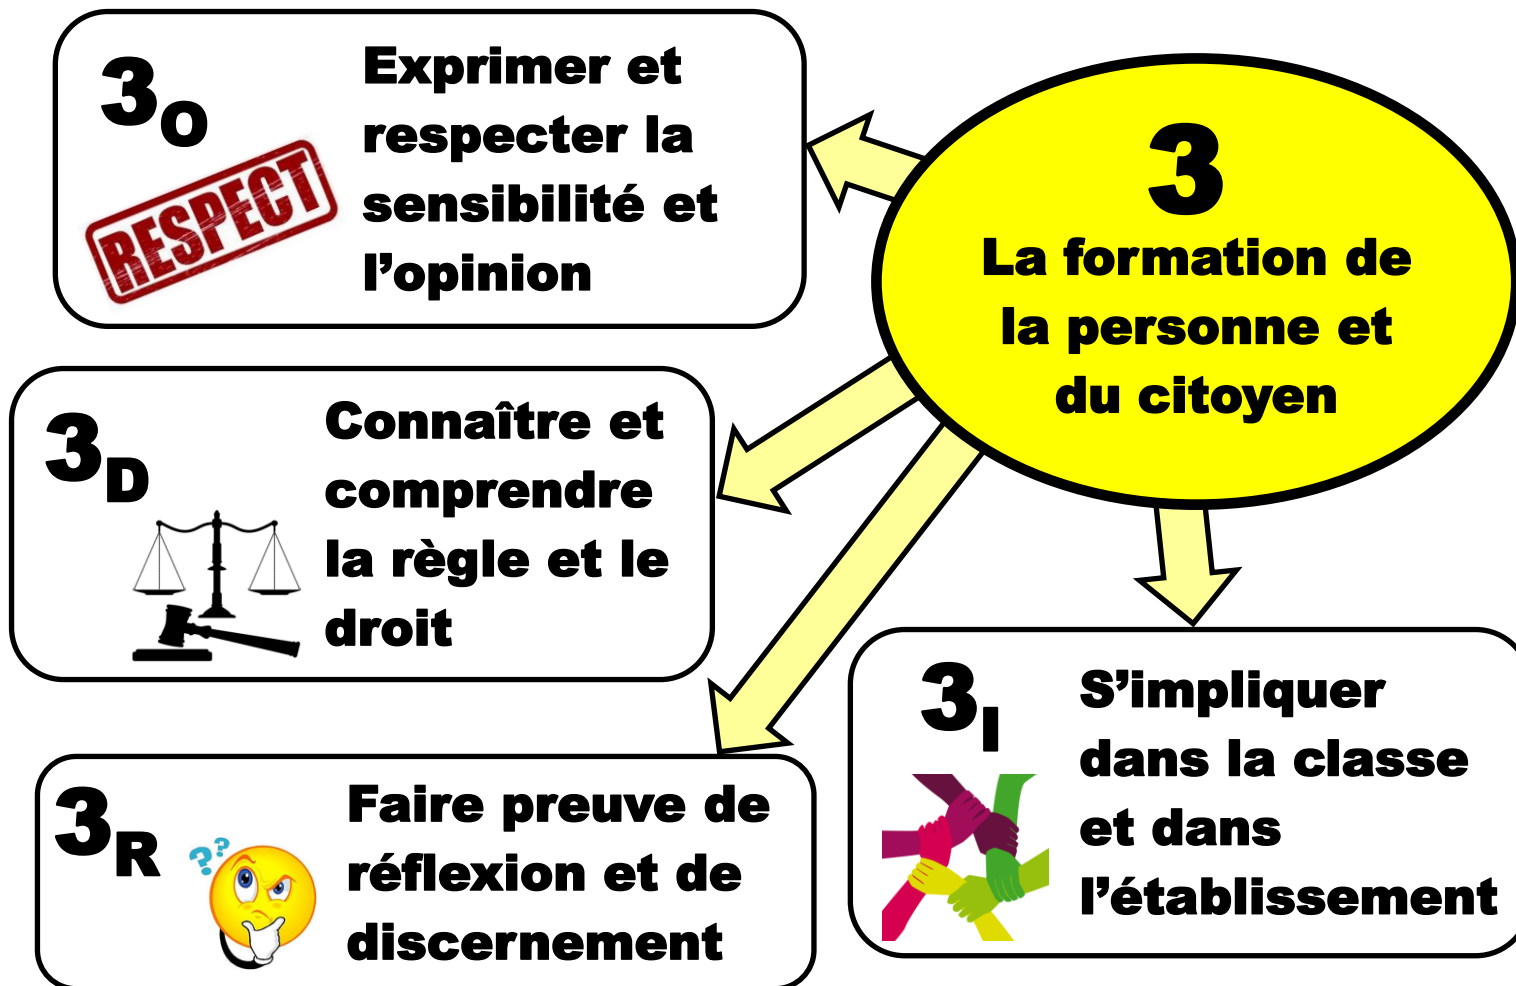 3
La formation de
la personne et
du citoyen
3O
RESPECT
Exprimer et
respecter la
sensibilité et
l’opinion
3D
Connaître et
comprendre
la règle et le
droit
3R
??
Faire preuve de
réflexion et de
discernement
3I
S’impliquer
dans la classe
et dans
l’établissement